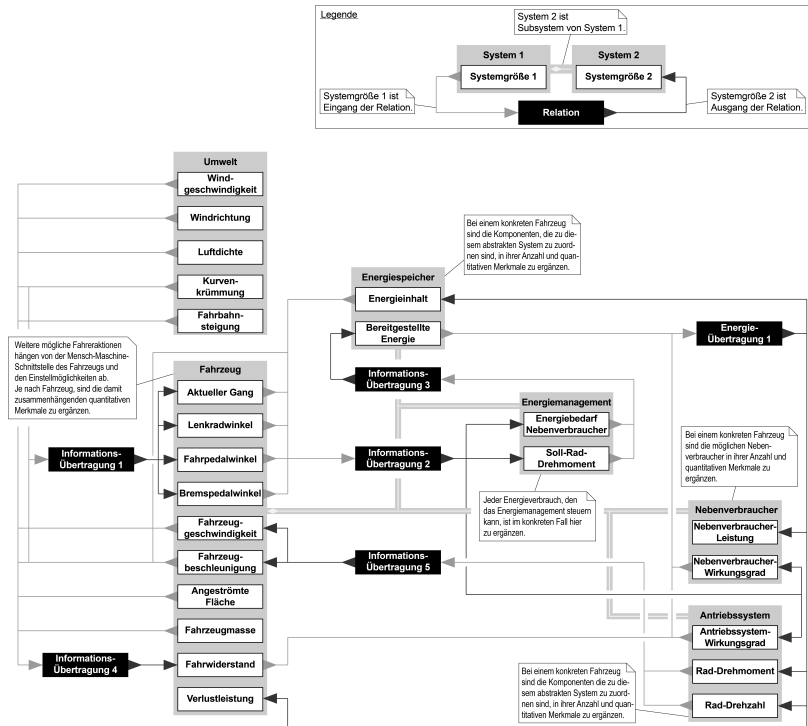 Legende
System 2 ist
Subsystem von System 1.
System 1
System 2
Systemgröße 1
Systemgröße 2
Systemgröße 1 ist
Eingang der Relation.
Relation
Systemgröße 2 ist
Ausgang der Relation.
Umwelt
Wind-
geschwindigkeit
Windrichtung
Luftdichte
Kurven-
krümmung
Fahrbahn-
steigung
Bei einem konkreten Fahrzeug
sind die Komponenten, die zu die-
sem abstrakten System zu zuord-
nen sind, in ihrer Anzahl und quan-
titativen Merkmale zu ergänzen.
Energiespeicher
Energieinhalt
Bereitgestellte
Energie
Energie-
Übertragung 1
Weitere mögliche Fahreraktionen
hängen von der Mensch-Maschine-
Schnittstelle des Fahrzeugs und
den Einstellmöglichkeiten ab.
Je nach Fahrzeug, sind die damit
zusammenhängenden quantitativen
Merkmale zu ergänzen.
Fahrzeug
Aktueller Gang
Lenkradwinkel
Fahrpedalwinkel
Bremspedalwinkel
Fahrzeug-
geschwindigkeit
Fahrzeug-
beschleunigung
Angeströmte
Fläche
Fahrzeugmasse
Fahrwiderstand
Verlustleistung
Informations-
Übertragung 1
Informations-
Übertragung 4
Informations-
Übertragung 3
Informations-
Übertragung 2
Informations-
Übertragung 5
Energiemanagement
Energiebedarf
Nebenverbraucher
Soll-Rad-
Drehmoment
Jeder Energieverbrauch, den
das Energiemanagement steuern
kann, ist im konkreten Fall hier
zu ergänzen.
Bei einem konkreten Fahrzeug
sind die möglichen Neben-
verbraucher in ihrer Anzahl und
quantitativen Merkmale zu
ergänzen.
Nebenverbraucher
Nebenverbraucher-
Leistung
Nebenverbraucher-
Wirkungsgrad
Antriebssystem
Antriebssystem-
Wirkungsgrad
Rad-Drehmoment
Rad-Drehzahl
Bei einem konkreten Fahrzeug
sind die Komponenten die zu die-
sem abstrakten System zu zuord-
nen sind, in ihrer Anzahl und quan-
titativen Merkmale zu ergänzen.